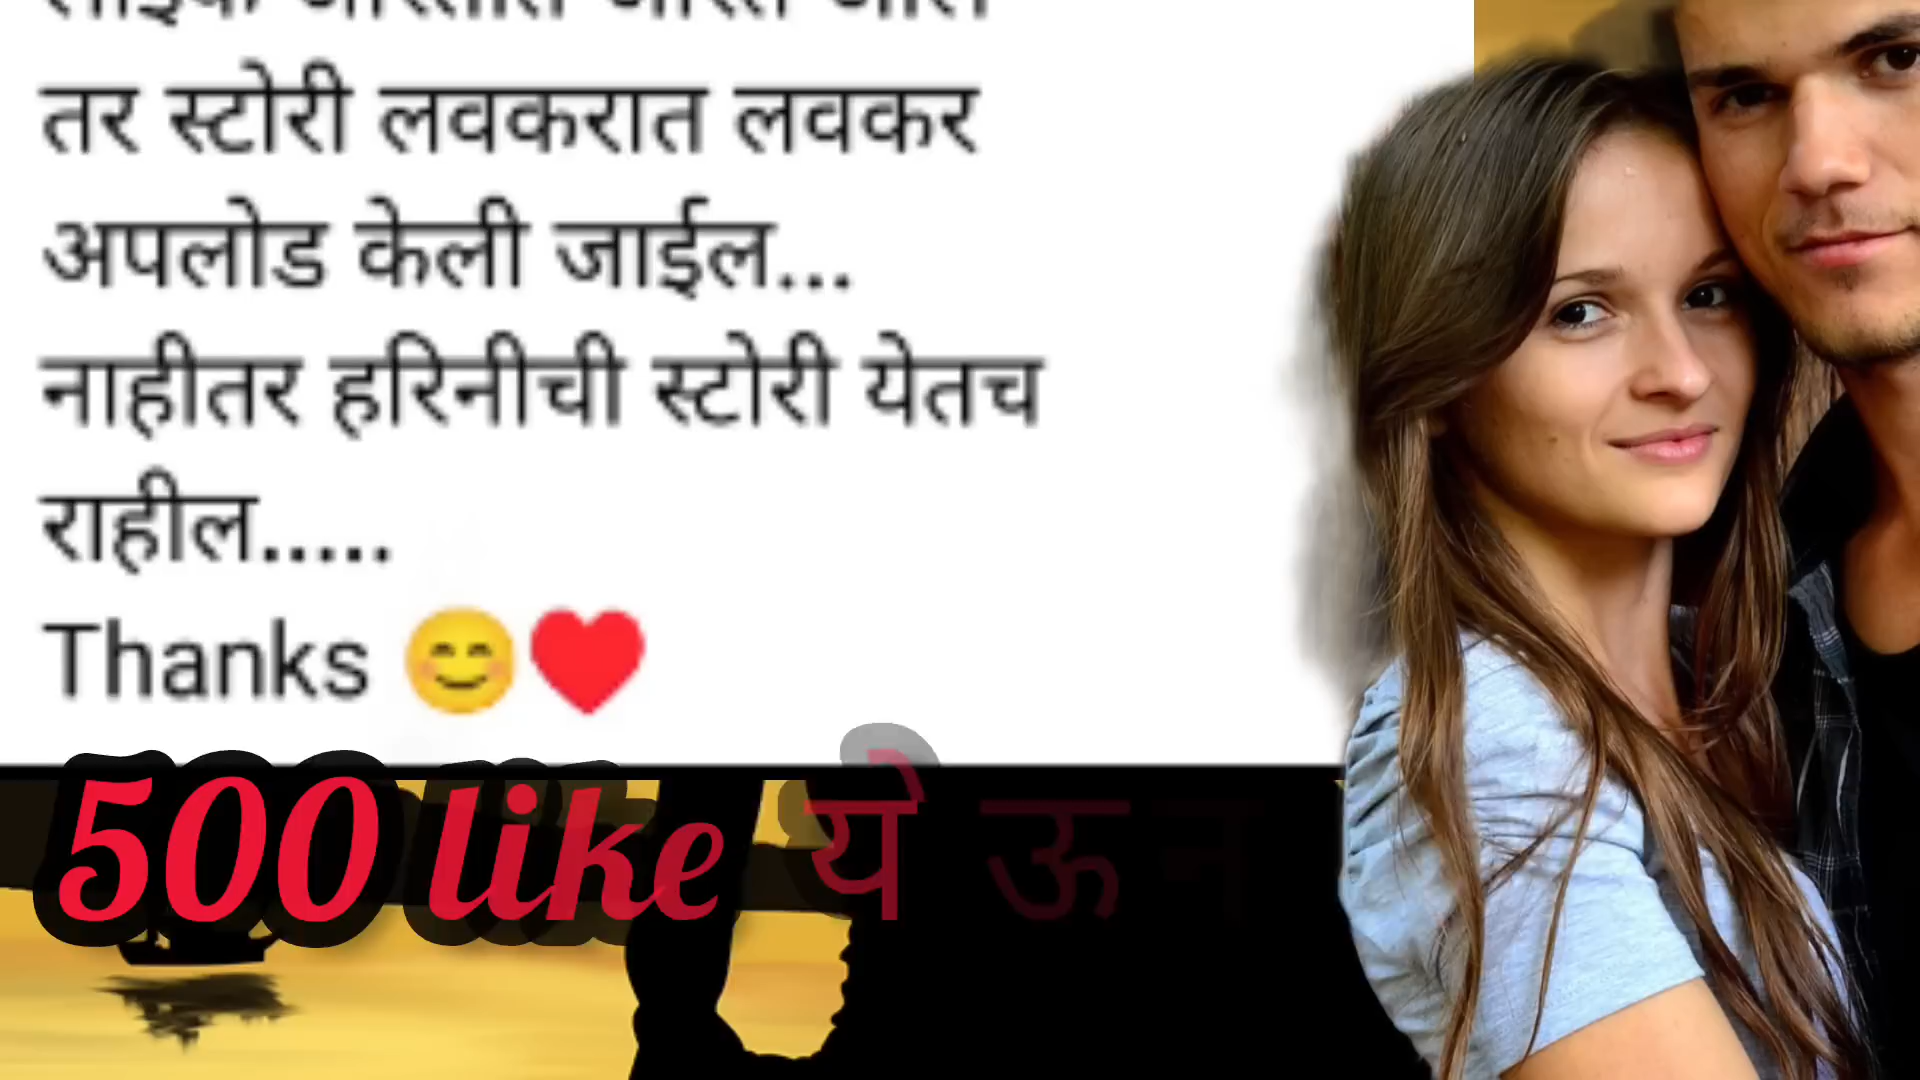 तर स्टोरी लवकरात लवकर
अपलोड केली जाईल...
नाहीतर हरिनीची स्टोरी येतच
राहील.....
Thanks 😊♥️
500 like ये ऊ न